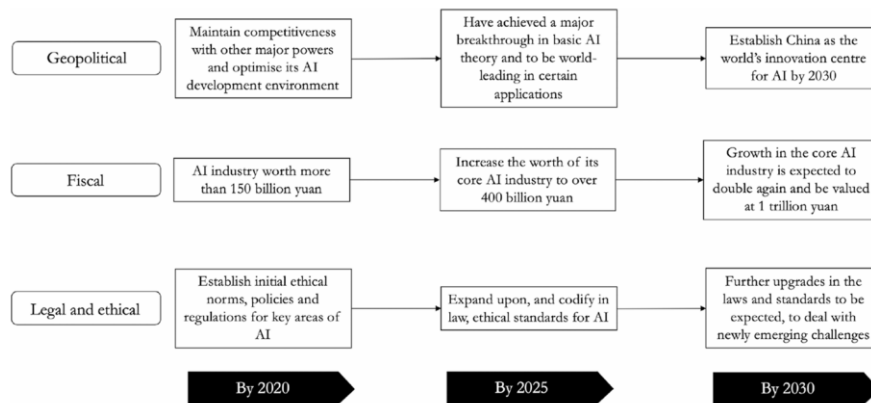 Geopolitical
Maintain competitiveness
with other major powers
and optimise its AI
development environment
Have achieved a major
breakthrough in basic AI
theory and to be world-
leading in certain
applications
Establish China as the
world's innovation centre
for AI by 2030
Fiscal
AI industry worth more
than 150 billion yuan
Increase the worth of its
core AI industry to over
400 billion yuan
Growth in the core AI
industry is expected to
double again and be valued
at 1 trillion yuan
Legal and ethical
Establish initial ethical
norms, policies and
regulations for key areas of
AI
Expand upon, and codify in
law, ethical standards for AI
Further upgrades in the
laws and standards to be
expected, to deal with
newly emerging challenges
By 2020
By 2025
By 2030